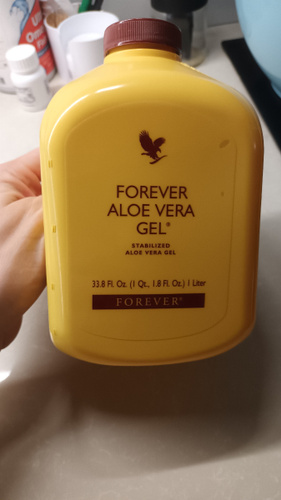 FOREVER
ALOE VERA
GEL®
STABILIZED
ALOE VERA GEL
33.8 Fl. Oz. (1 Qt., 1.8 Fl. Oz.) 1 Liter
FOREVER®